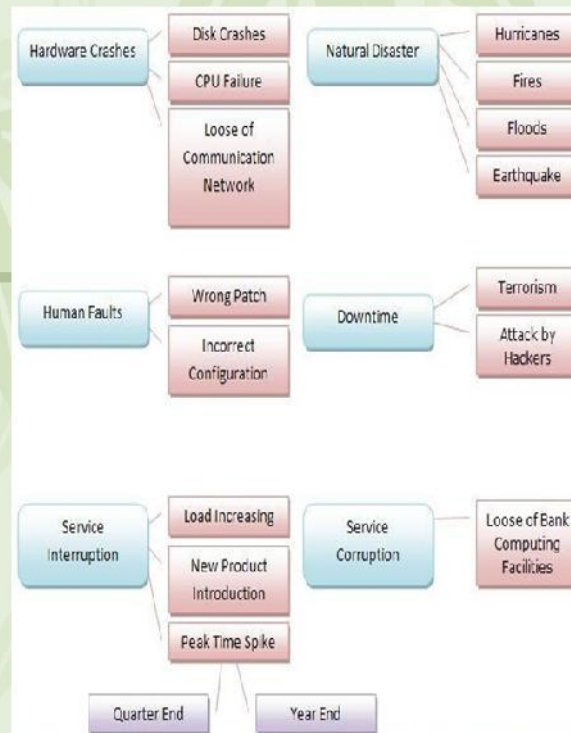 Hardware Crashes
Disk Crashes
CPU Failure
Loose of
Communication
Network
Natural Disaster
Hurricanes
Fires
Floods
Earthquake
Human Faults
Wrong Patch
Incorrect
Configuration
Downtime
Terrorism
Attack by
Hackers
Service
Interruption
Load Increasing
New Product
Introduction
Peak Time Spike
Quarter End
Year End
Service
Corruption
Loose of Bank
Computing
Facilities